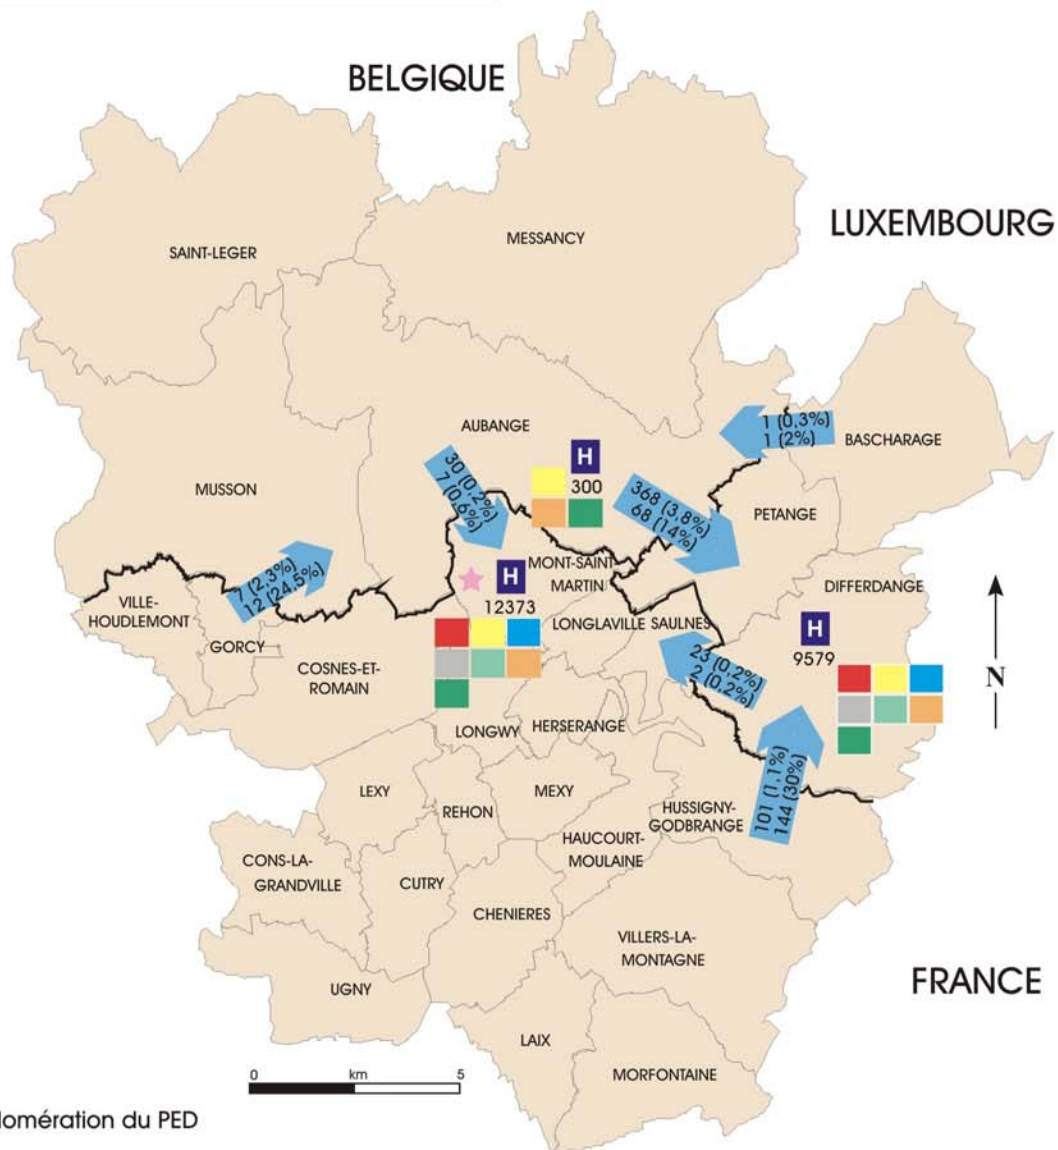 BELGIQUE
LUXEMBOURG
MESSANCY
SAINT-LEGER
AUBANGE
1 (0,3%)
1 (2%)
BASCHARAGE
30 (0,2%)
7 (0,6%)
H
300
MUSSON
368 (3,8%)
68 (14%)
PETANGE
MONT-SAINT
MARTIN
H
12373
DIFFERDANGE
7 (2,3%)
12 (24,5%)
VILLE-
HOUDLEMONT
GORCY
LONGLAVILLE
SAULNES
H
9579
23 (0,2%)
2 (0,2%)
COSNES-ET-
ROMAIN
N
LONGWY
HERSERANGE
101 (1,1%)
144 (30%)
LEXY
REHON
MEXY
HUSSIGNY-
GODBRANGE
HAUCOURT-
MOULAINE
CONS-LA-
GRANDVILLE
CUTRY
CHENIERES
VILLERS-LA-
MONTAGNE
UGNY
FRANCE
LAIX
MORFONTAINE
0 km 5
lomération du PED